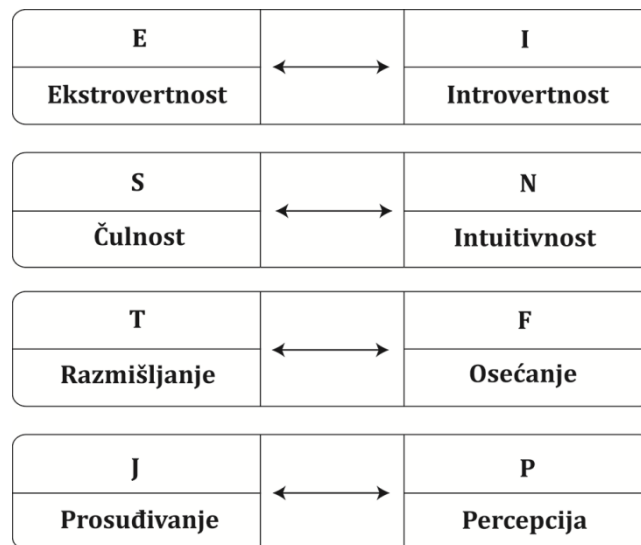 E I
Ekstrovertnost Introvertnost
S N
Čulnost Intuitivnost
T F
Razmišljanje Osećanje
J P
Prosuđivanje Percepcija